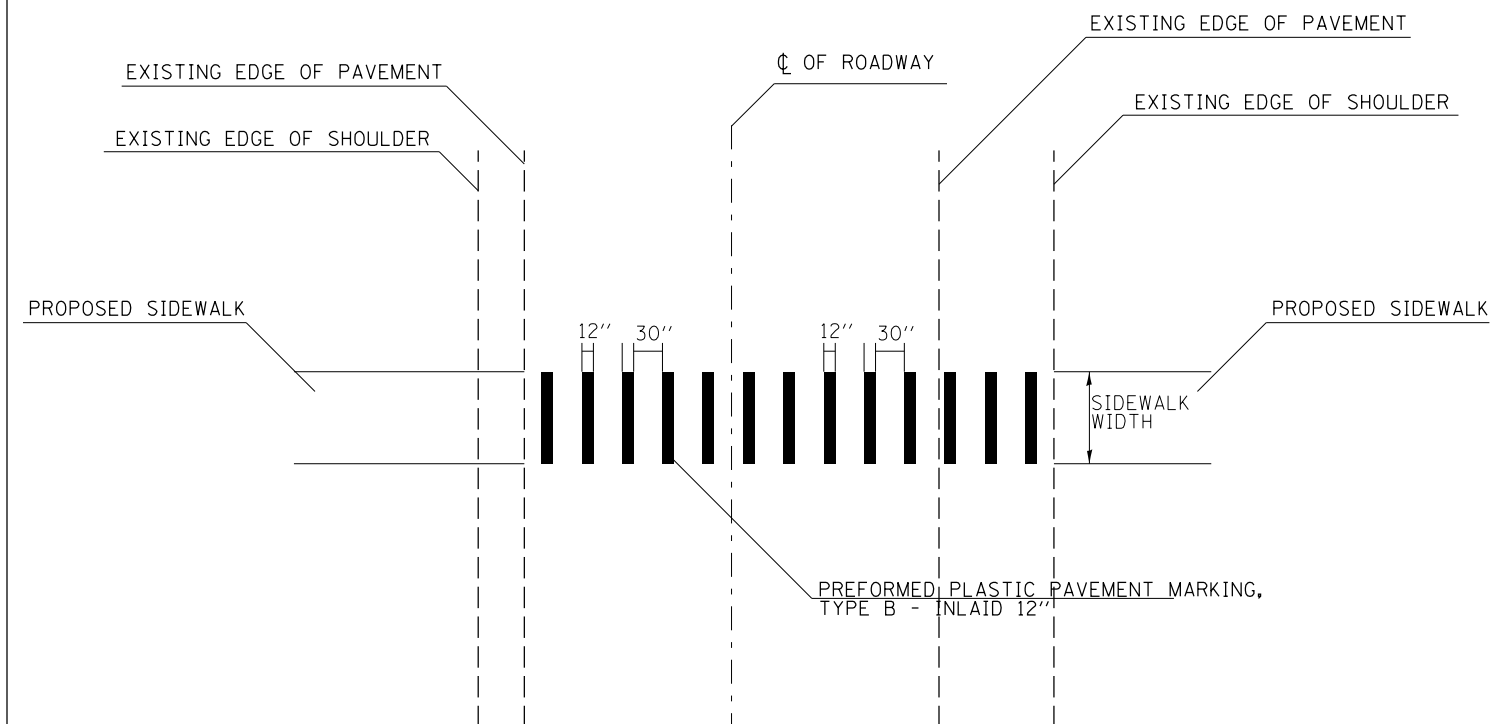 EXISTING EDGE OF PAVEMENT
℄ OF ROADWAY
EXISTING EDGE OF PAVEMENT
EXISTING EDGE OF SHOULDER
EXISTING EDGE OF SHOULDER
PROPOSED SIDEWALK
PROPOSED SIDEWALK
12''
30''
12''
30''
SIDEWALK
WIDTH
PREFORMED PLASTIC PAVEMENT MARKING,
TYPE B - INLAID 12''